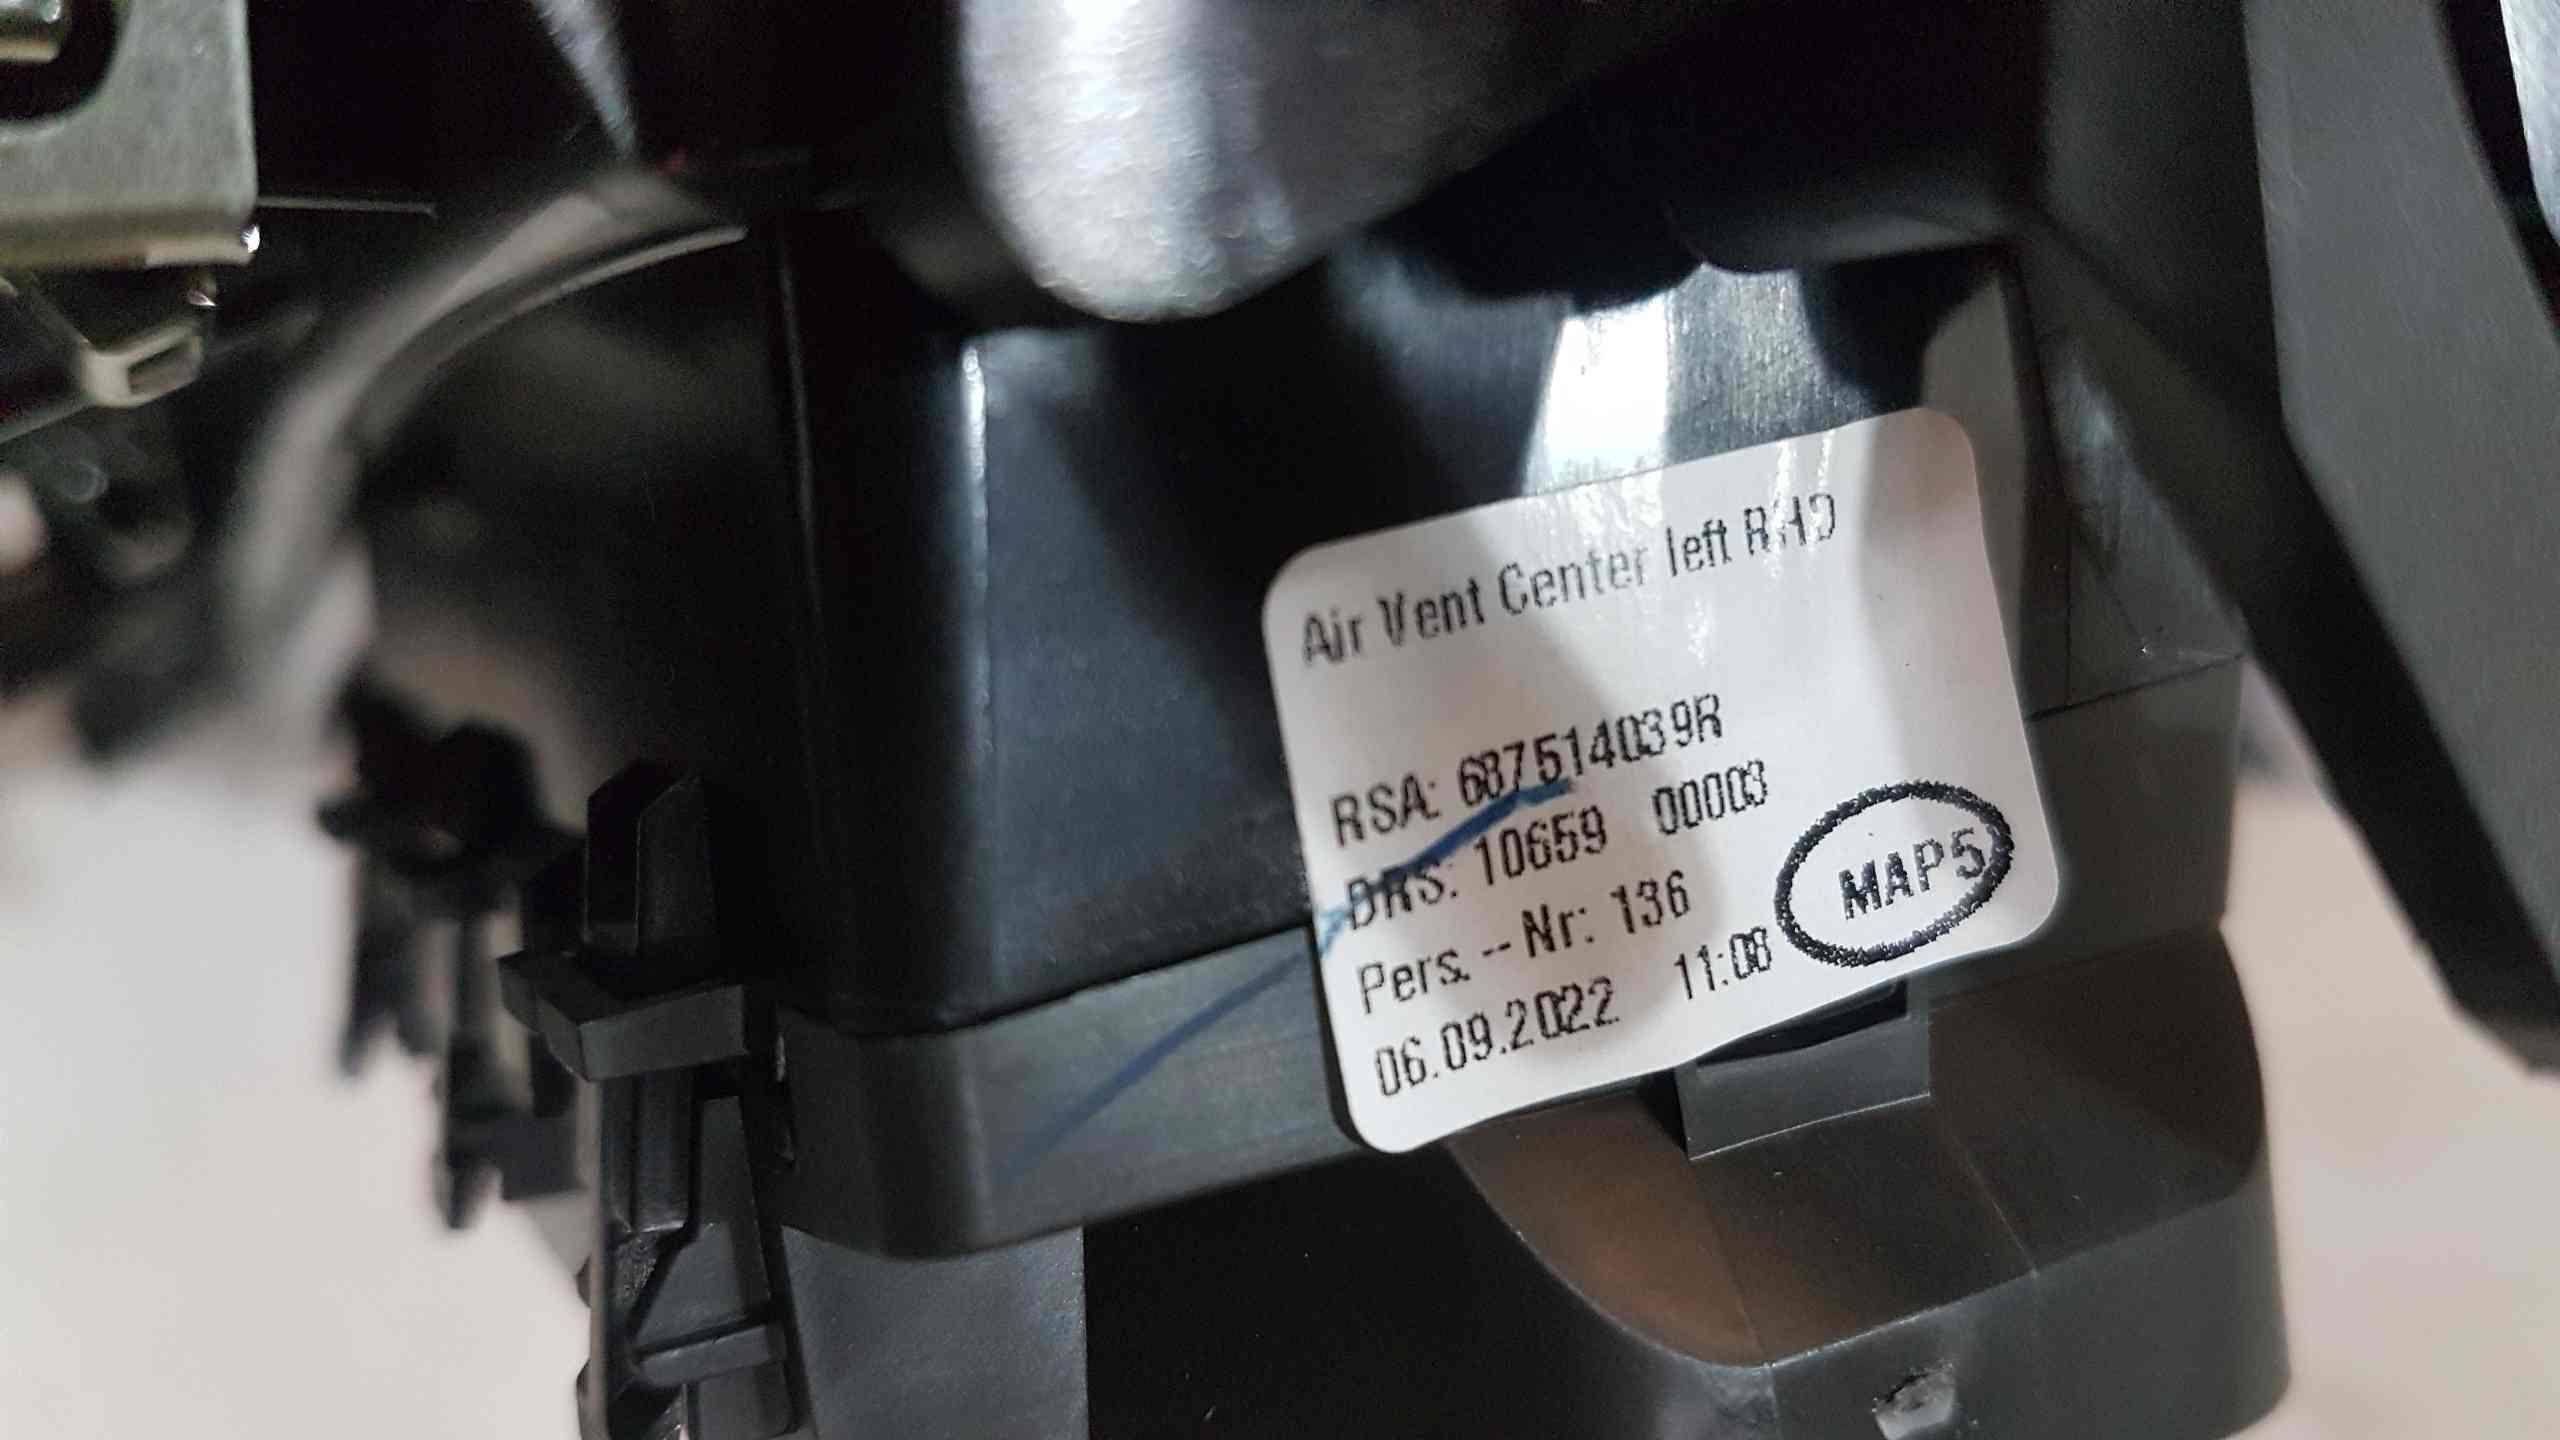 Air Vent Center left RHD
RSA: 687514039R
DRS: 10659 00003
Pers. -- Nr: 136
06.09.2022 11:08
MAP5